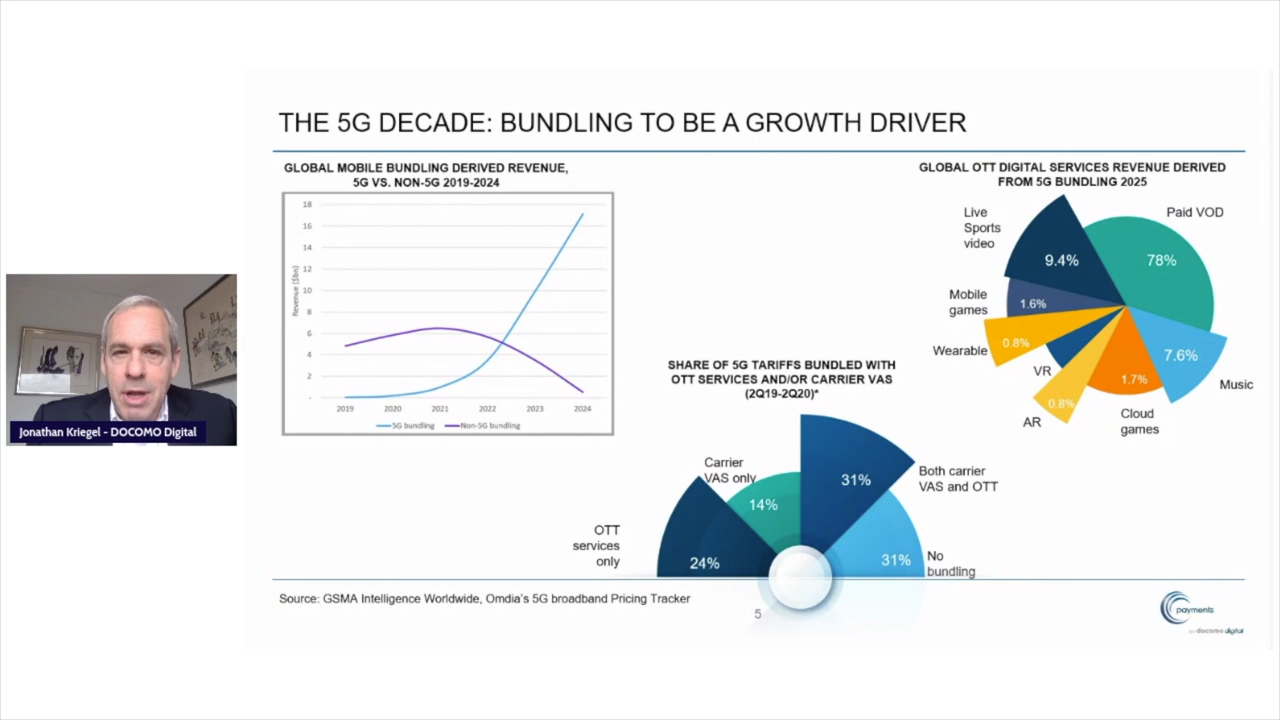 THE 5G DECADE: BUNDLING TO BE A GROWTH DRIVER
GLOBAL MOBILE BUNDLING DERIVED REVENUE,
5G VS. NON-5G 2019-2024
18
16
14
12
10
8
6
4
2
-
Revenue ($bn)
2019 2020 2021 2022 2023 2024
5G bundling Non-5G bundling
GLOBAL OTT DIGITAL SERVICES REVENUE DERIVED
FROM 5G BUNDLING 2025
Live
Sports
video
9.4%
Paid VOD
78%
Mobile
games
1.6%
Wearable
0.8%
VR
AR
0.8%
Cloud
games
1.7%
Music
7.6%
SHARE OF 5G TARIFFS BUNDLED WITH
OTT SERVICES AND/OR CARRIER VAS
(2Q19-2Q20)*
Carrier
VAS only
14%
31%
Both carrier
VAS and OTT
OTT
services
only
24%
31%
No
bundling
Jonathan Kriegel - DOCOMO Digital
Source: GSMA Intelligence Worldwide, Omdia's 5G broadband Pricing Tracker
5
payments
by docomo digital